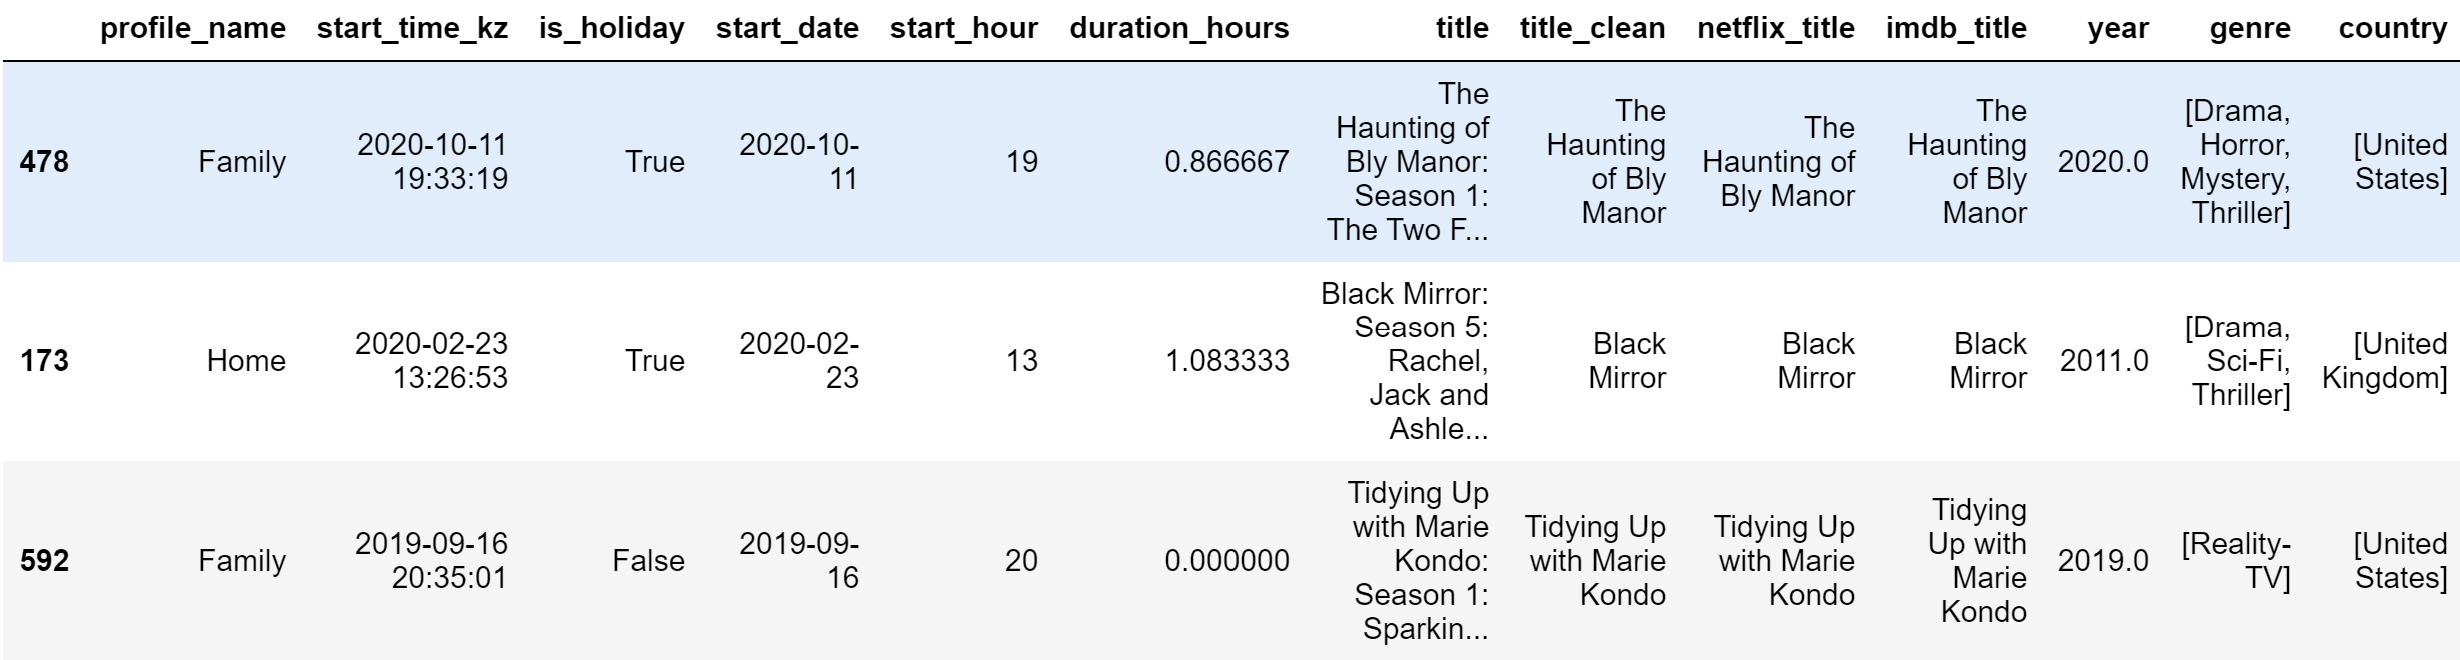 profile_name start_time_kz is_holiday start_date start_hour duration_hours title title_clean netflix_title imdb_title year genre country
478
Family
2020-10-11
19:33:19
True
2020-10-
11
19
0.866667
The
Haunting of
Bly Manor:
Season 1:
The Two F...
The
Haunting
of Bly
Manor
The
Haunting of
Bly Manor
The
Haunting
of Bly
Manor
2020.0
[Drama,
Horror,
Mystery,
Thriller]
[United
States]
173
Home
2020-02-23
13:26:53
True
2020-02-
23
13
1.083333
Black Mirror:
Season 5:
Rachel,
Jack and
Ashle...
Black
Mirror
Black
Mirror
Black
Mirror
2011.0
[Drama,
Sci-Fi,
Thriller]
[United
Kingdom]
592
Family
2019-09-16
20:35:01
False
2019-09-
16
20
0.000000
Tidying Up
with Marie
Kondo:
Season 1:
Sparkin...
Tidying Up
with Marie
Kondo
Tidying Up
with Marie
Kondo
Tidying
Up with
Marie
Kondo
2019.0
[Reality-
TV]
[United
States]